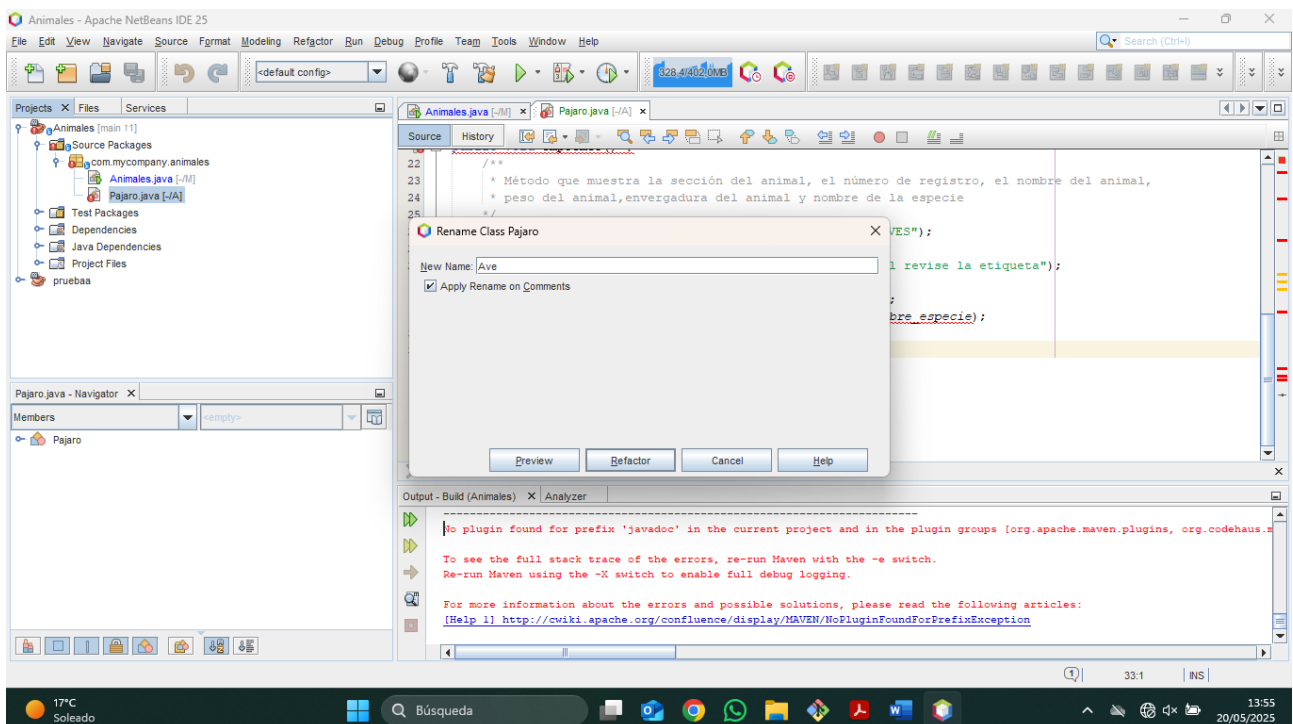 Animales - Apache NetBeans IDE 25
File Edit View Navigate Source Format Modeling Refactor Run Debug Profile Team Tools Window Help
Search (Ctrl+I)
<default config>
328,4/402,0MB
Projects Files Services
Animales [main ↑1]
Source Packages
com.mycompany.animales
Animales.java [-/M]
Pajaro.java [-/A]
Test Packages
Dependencies
Java Dependencies
Project Files
pruebaa
Animales.java [-/M] Pajaro.java [-/A]
Source History
22 /**
23 * Método que muestra la sección del animal, el número de registro, el nombre del animal,
24 * peso del animal,envergadura del animal y nombre de la especie
25 */
VES");
l revise la etiqueta");
;
bre_especie);
Rename Class Pajaro
New Name: Ave
Apply Rename on Comments
Preview Refactor Cancel Help
Pajaro.java - Navigator
Members
<empty>
Pajaro
Output - Build (Animales) Analyzer
No plugin found for prefix 'javadoc' in the current project and in the plugin groups [org.apache.maven.plugins, org.codehaus.m
To see the full stack trace of the errors, re-run Maven with the -e switch.
Re-run Maven using the -X switch to enable full debug logging.
For more information about the errors and possible solutions, please read the following articles:
[Help 1] http://cwiki.apache.org/confluence/display/MAVEN/NoPluginFoundForPrefixException
33:1 INS
17°C
Soleado
Búsqueda
13:55
20/05/2025